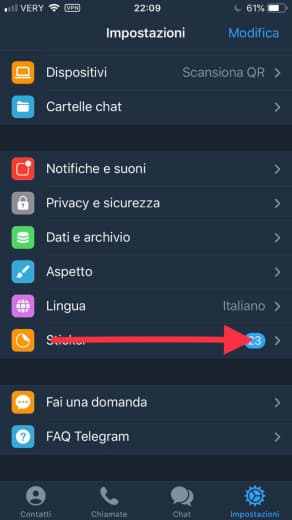 VERY VPN 22:09 61%
Impostazioni Modifica
Dispositivi Scansiona QR
Cartelle chat
Notifiche e suoni
Privacy e sicurezza
Dati e archivio
Aspetto
Lingua Italiano
Sticker 23
Fai una domanda
FAQ Telegram
Contatti Chiamate Chat Impostazioni